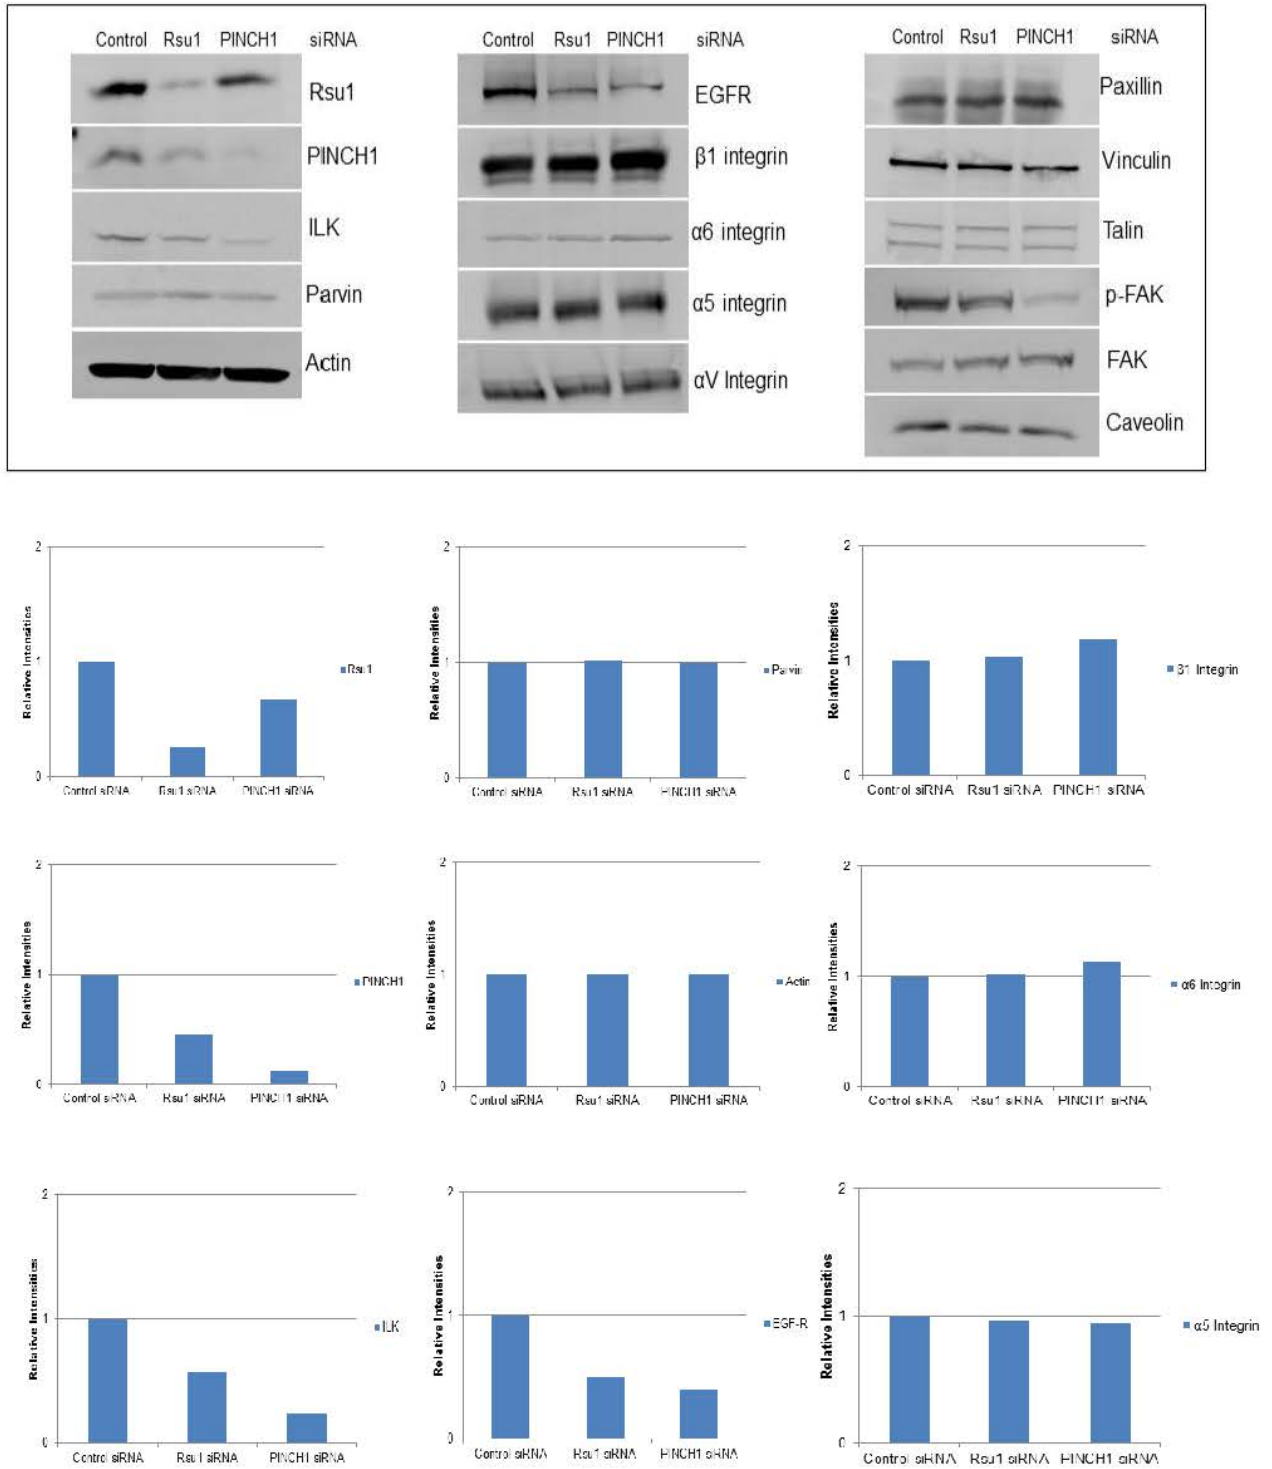 Control Rsu1 PINCH1 siRNA
Rsu1
PINCH1
ILK
Parvin
Actin
Control Rsu1 PINCH1 siRNA
EGFR
β1 integrin
α6 integrin
α5 integrin
αV Integrin
Control Rsu1 PINCH1 siRNA
Paxillin
Vinculin
Talin
p-FAK
FAK
Caveolin
2
1
0
Relative Intensities
Control siRNA Rsu1 siRNA PINCH1 siRNA
Rsu1
2
1
0
Relative Intensities
Control siRNA Rsu1 siRNA PINCH1 siRNA
Parvin
2
1
0
Relative Intensities
Control siRNA Rsu1 siRNA PINCH1 siRNA
β1 Integrin
2
1
0
Relative Intensities
Control siRNA Rsu1 siRNA PINCH1 siRNA
PINCH1
2
1
0
Relative Intensities
Control siRNA Rsu1 siRNA PINCH1 siRNA
Actin
2
1
0
Relative Intensities
Control siRNA Rsu1 siRNA PINCH1 siRNA
α6 Integrin
2
1
0
Relative Intensities
Control siRNA Rsu1 siRNA PINCH1 siRNA
ILK
2
1
0
Relative Intensities
Control siRNA Rsu1 siRNA PINCH1 siRNA
EGF-R
2
1
0
Relative Intensities
Control siRNA Rsu1 siRNA PINCH1 siRNA
α5 Integrin